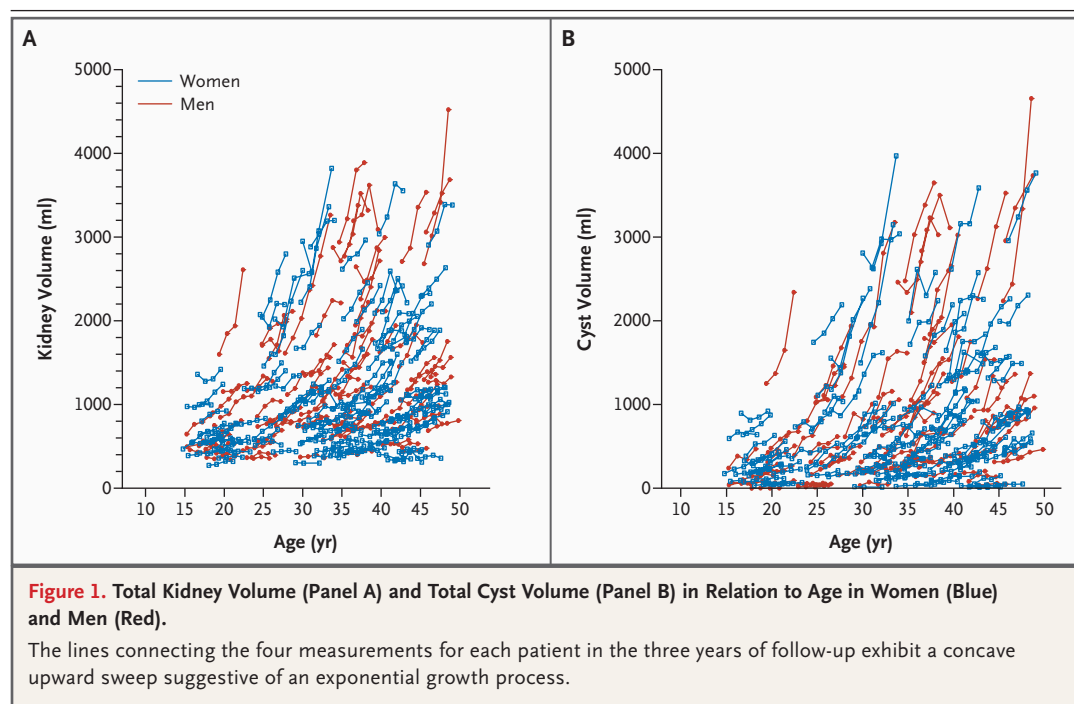 A
5000
4000
3000
2000
1000
0
Kidney Volume (ml)
Women
Men
10 15 20 25 30 35 40 45 50
Age (yr)
B
5000
4000
3000
2000
1000
0
Cyst Volume (ml)
10 15 20 25 30 35 40 45 50
Age (yr)
Figure 1. Total Kidney Volume (Panel A) and Total Cyst Volume (Panel B) in Relation to Age in Women (Blue)
and Men (Red).
The lines connecting the four measurements for each patient in the three years of follow-up exhibit a concave
upward sweep suggestive of an exponential growth process.